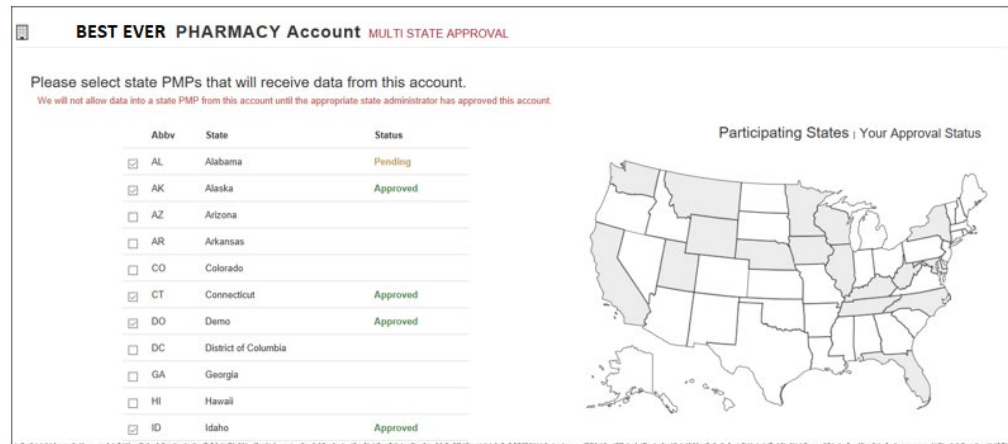 BEST EVER PHARMACY Account MULTI STATE APPROVAL
Please select state PMPs that will receive data from this account.
We will not allow data into a state PMP from this account until the appropriate state administrator has approved this account.
Abbv State Status
AL Alabama Pending
AK Alaska Approved
AZ Arizona
AR Arkansas
CO Colorado
CT Connecticut Approved
DO Demo Approved
DC District of Columbia
GA Georgia
HI Hawaii
ID Idaho Approved
Participating States | Your Approval Status